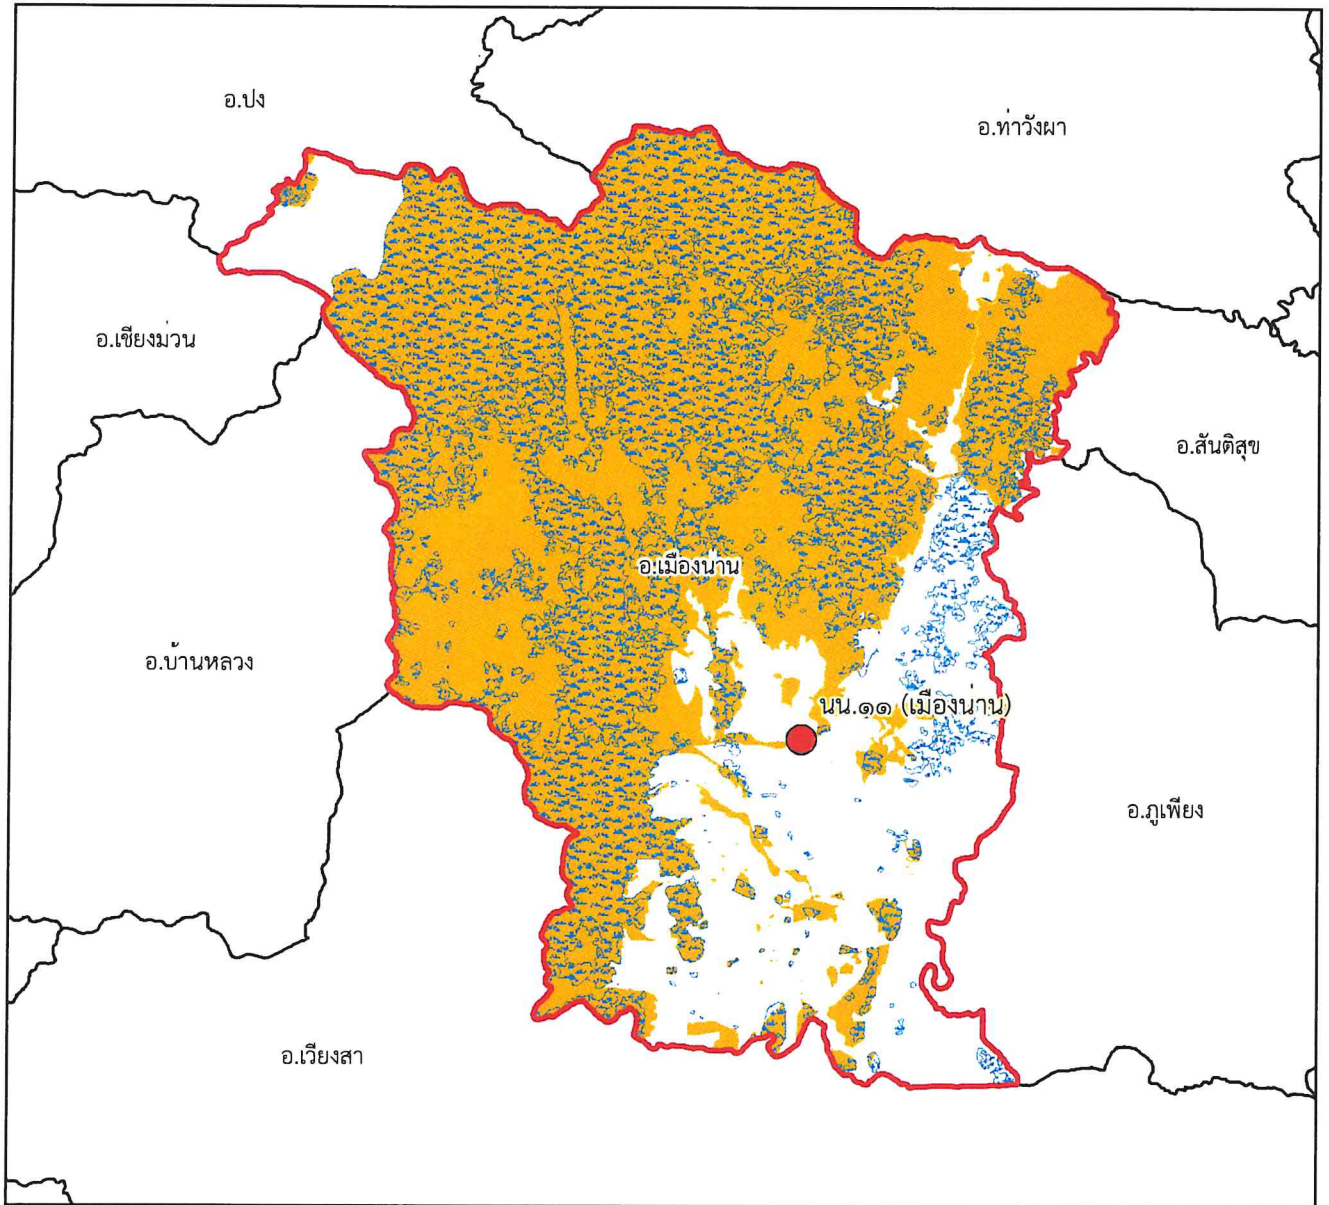 อ.ปง
อ.ท่าวังผา
อ.เชียงม่วน
อ.สันติสุข
อ.เมืองน่าน
อ.บ้านหลวง
นน.๑๑ (เมืองน่าน)
อ.ภูเพียง
อ.เวียงสา